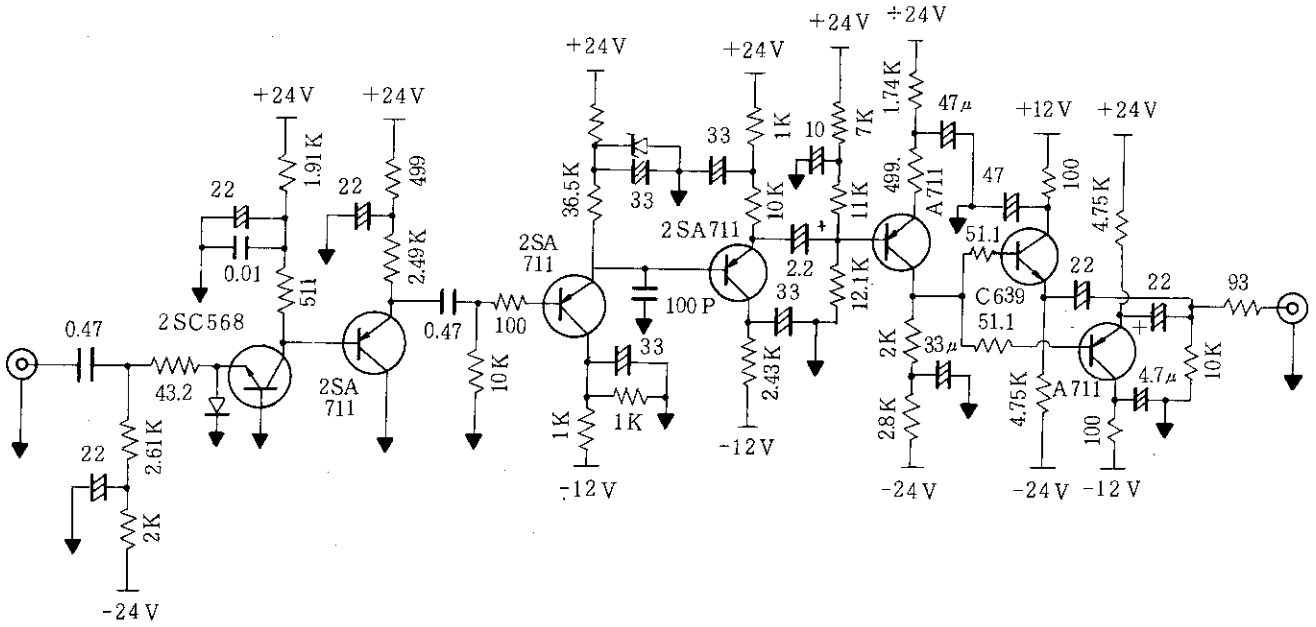 +24V
+24V
1.91K
499
22
22
0.01
511
2.49K
2SC568
0.47
43.2
2SA
711
2.61K
22
2K
-24V
0.47
10K
100
2SA
711
+24V
36.5K
33
33
+24V
1K
10K
2SA711
100P
33
1K
1K
-12V
33
2.43K
-12V
2.2
+
+24V
10
7K
11K
12.1K
+24V
1.74K
47μ
499.
A711
2K
33μ
2.8K
-24V
47
+12V
100
51.1
C639
51.1
22
4.75K
-24V
+24V
4.75K
22
+
A711
4.7μ
100
-12V
10K
93